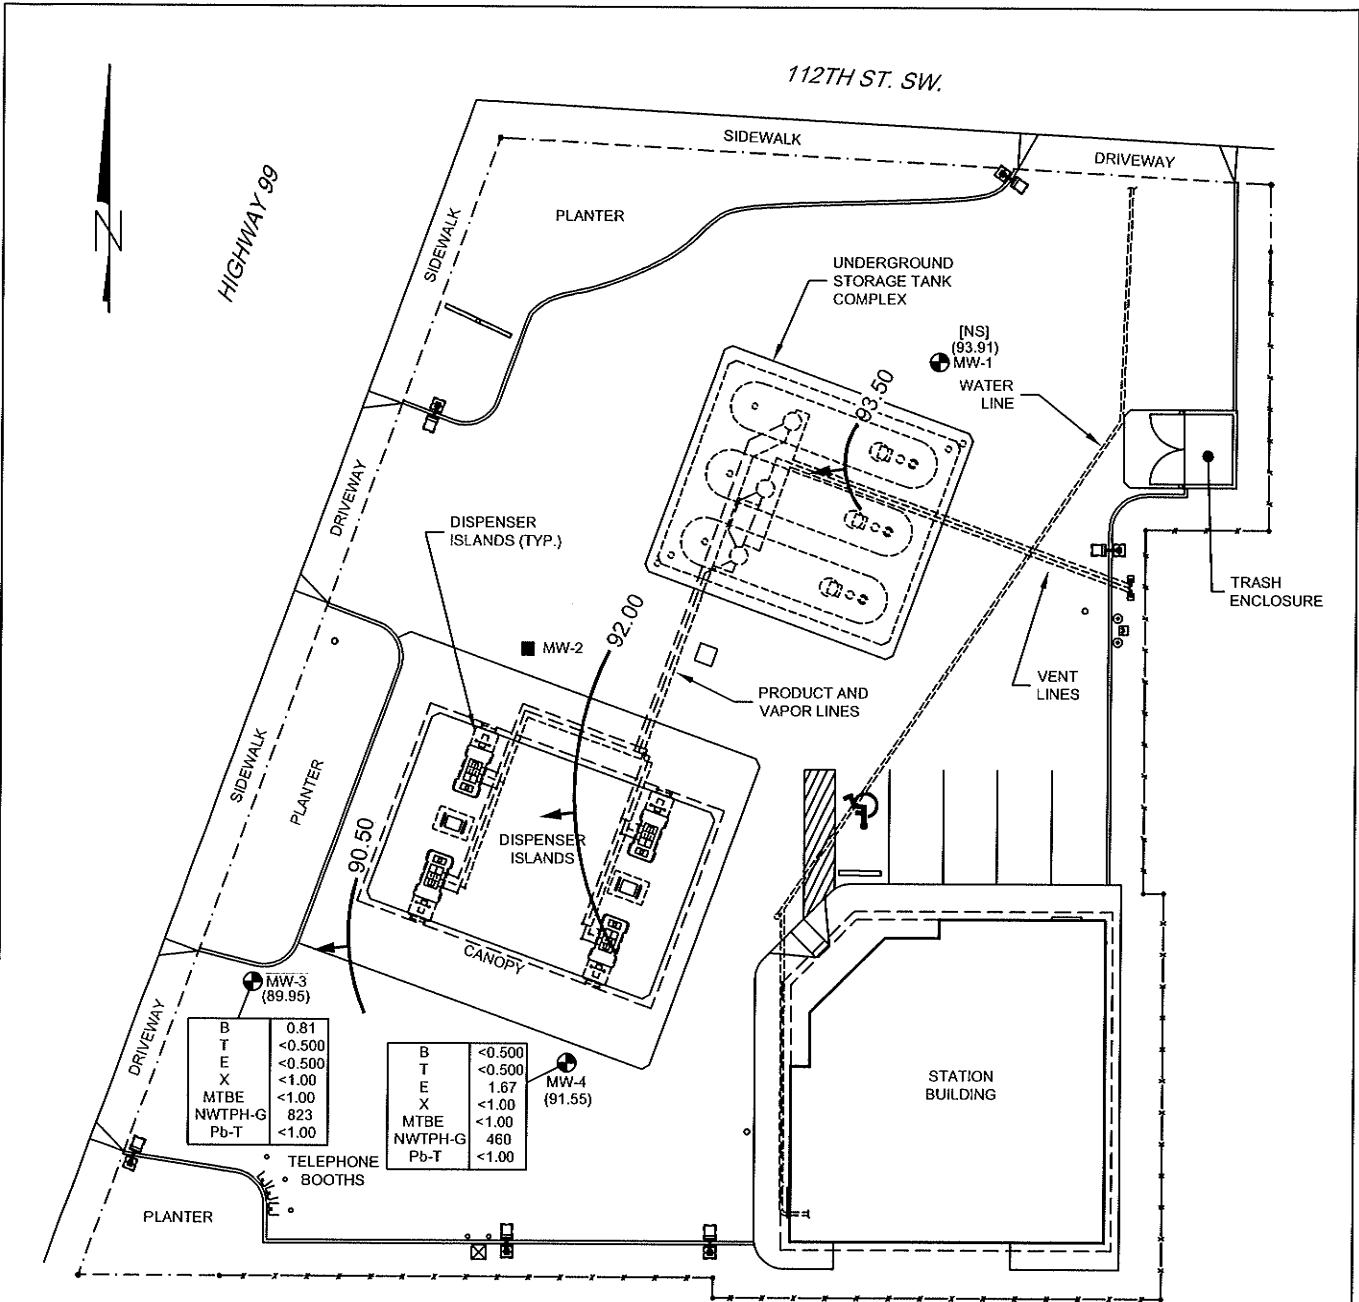 112TH ST. SW.
SIDEWALK
DRIVEWAY
N
HIGHWAY 99
SIDEWALK
PLANTER
UNDERGROUND
STORAGE TANK
COMPLEX
[NS]
(93.91)
MW-1
WATER
LINE
93.50
DRIVEWAY
DISPENSER
ISLANDS (TYP.)
TRASH
ENCLOSURE
92.00
MW-2
VENT
LINES
PRODUCT AND
VAPOR LINES
SIDEWALK
PLANTER
90.50
DISPENSER
ISLANDS
CANOPY
MW-3
(89.95)
DRIVEWAY
B 0.81
T <0.500
E <0.500
X <1.00
MTBE <1.00
NWTPH-G 823
Pb-T <1.00
B <0.500
T <0.500
E 1.67
X <1.00
MTBE <1.00
NWTPH-G 460
Pb-T <1.00
MW-4
(91.55)
STATION
BUILDING
TELEPHONE
BOOTHS
PLANTER